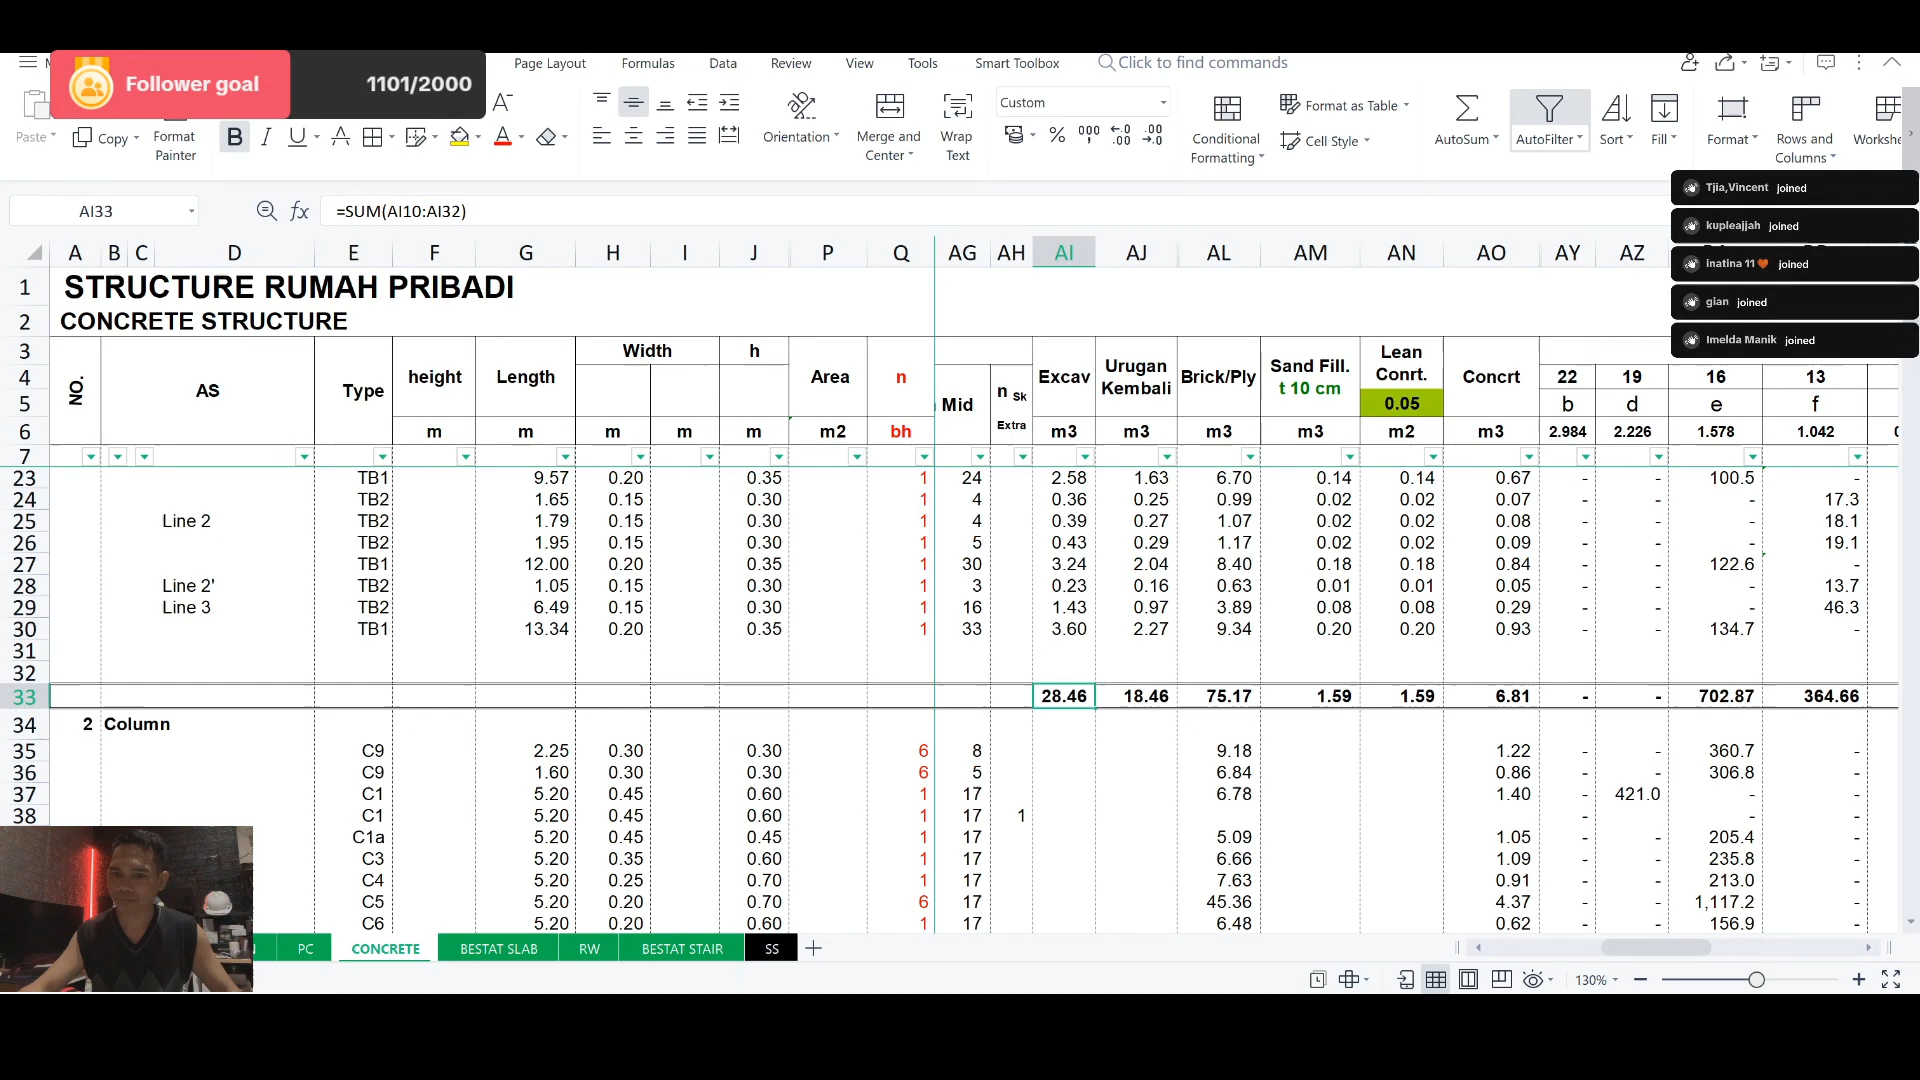 Follower goal 1101/2000
Page Layout Formulas Data Review View Tools Smart Toolbox Click to find commands
Paste Copy Format Painter
B I U A A
Orientation Merge and Center Wrap Text
Custom
% 000
Conditional Formatting Format as Table Cell Style
AutoSum AutoFilter Sort Fill Format Rows and Columns Workshe
Tjia,Vincent joined
kupleajjah joined
inatina 11🧡 joined
gian joined
Imelda Manik joined
AI33 fx =SUM(AI10:AI32)
A B C D E F G H I J P Q AG AH AI AJ AL AM AN AO AY AZ
1 STRUCTURE RUMAH PRIBADI
2 CONCRETE STRUCTURE
3 Width h
4 NO. AS Type height Length Area n n Sk Excav Urugan Kembali Brick/Ply Sand Fill. t 10 cm Lean Conrt. Concrt 22 19 16 13
5 Mid 0.05 b d e f
6 m m m m m m2 bh Extra m3 m3 m3 m3 m2 m3 2.984 2.226 1.578 1.042
7
23 TB1 9.57 0.20 0.35 1 24 2.58 1.63 6.70 0.14 0.14 0.67 - - 100.5 -
24 TB2 1.65 0.15 0.30 1 4 0.36 0.25 0.99 0.02 0.02 0.07 - - - 17.3
25 Line 2 TB2 1.79 0.15 0.30 1 4 0.39 0.27 1.07 0.02 0.02 0.08 - - - 18.1
26 TB2 1.95 0.15 0.30 1 5 0.43 0.29 1.17 0.02 0.02 0.09 - - - 19.1
27 TB1 12.00 0.20 0.35 1 30 3.24 2.04 8.40 0.18 0.18 0.84 - - 122.6 -
28 Line 2' TB2 1.05 0.15 0.30 1 3 0.23 0.16 0.63 0.01 0.01 0.05 - - - 13.7
29 Line 3 TB2 6.49 0.15 0.30 1 16 1.43 0.97 3.89 0.08 0.08 0.29 - - - 46.3
30 TB1 13.34 0.20 0.35 1 33 3.60 2.27 9.34 0.20 0.20 0.93 - - 134.7 -
31
32
33 28.46 18.46 75.17 1.59 1.59 6.81 - - 702.87 364.66
34 2 Column
35 C9 2.25 0.30 0.30 6 8 9.18 1.22 - - 360.7 -
36 C9 1.60 0.30 0.30 6 5 6.84 0.86 - - 306.8 -
37 C1 5.20 0.45 0.60 1 17 6.78 1.40 - 421.0 - -
38 C1 5.20 0.45 0.60 1 17 1 - - -
C1a 5.20 0.45 0.45 1 17 5.09 1.05 - - 205.4 -
C3 5.20 0.35 0.60 1 17 6.66 1.09 - - 235.8 -
C4 5.20 0.25 0.70 1 17 7.63 0.91 - - 213.0 -
C5 5.20 0.20 0.70 6 17 45.36 4.37 - - 1,117.2 -
C6 5.20 0.20 0.60 1 17 6.48 0.62 - - 156.9 -
PC CONCRETE BESTAT SLAB RW BESTAT STAIR SS
130%